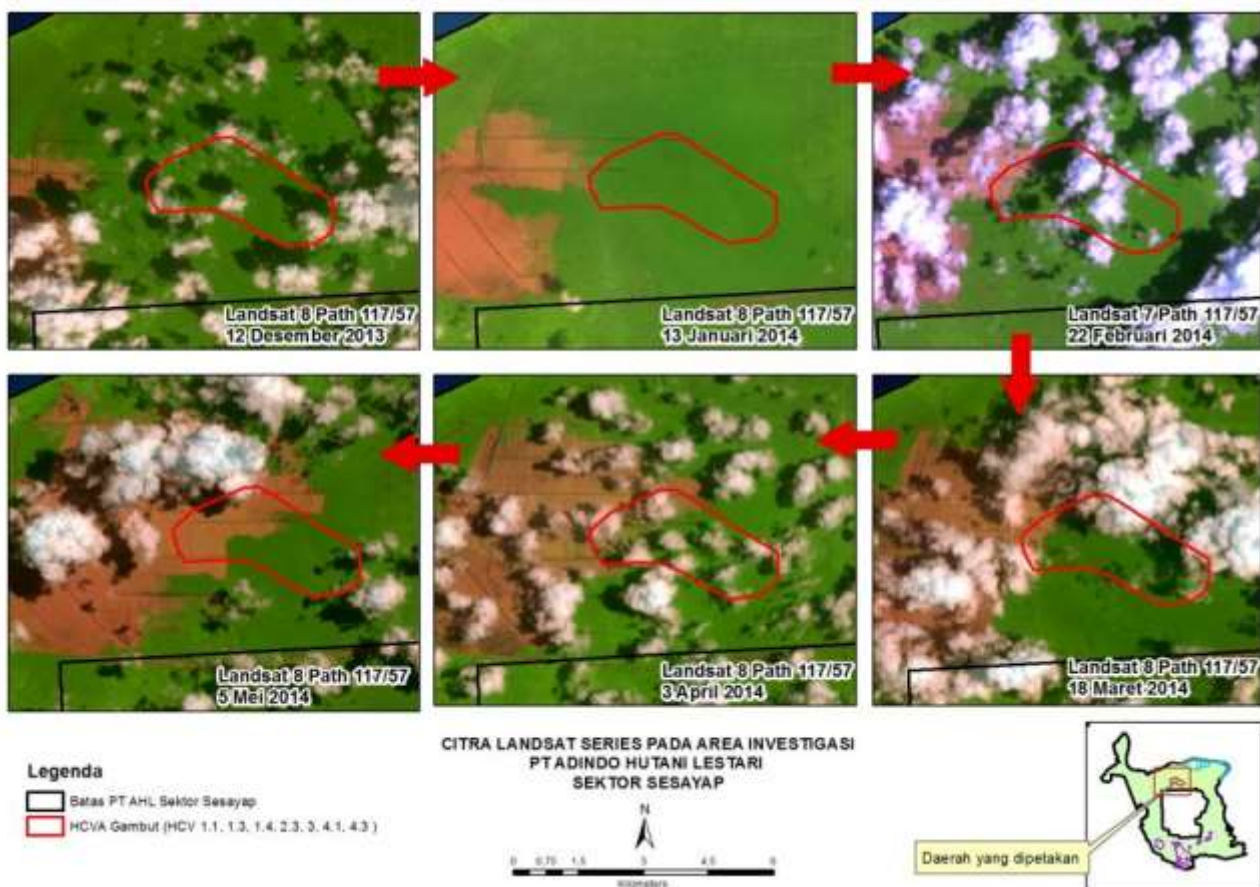 Landsat 8 Path 117/57
12 Desember 2013
Landsat 8 Path 117/57
13 Januari 2014
Landsat 7 Path 117/57
22 Februari 2014
Landsat 8 Path 117/57
5 Mei 2014
Landsat 8 Path 117/57
3 April 2014
Landsat 8 Path 117/57
18 Maret 2014
Legenda
Batas PT AHL Sektor Sesayap
HCVA Gambut (HCV 1.1, 1.3, 1.4, 2.3, 3, 4.1, 4.3 )
CITRA LANDSAT SERIES PADA AREA INVESTIGASI
PT ADINDO HUTANI LESTARI
SEKTOR SESAYAP
N
0 0,75 1,5 3 4,5 6
kilometers
Daerah yang dipetakan